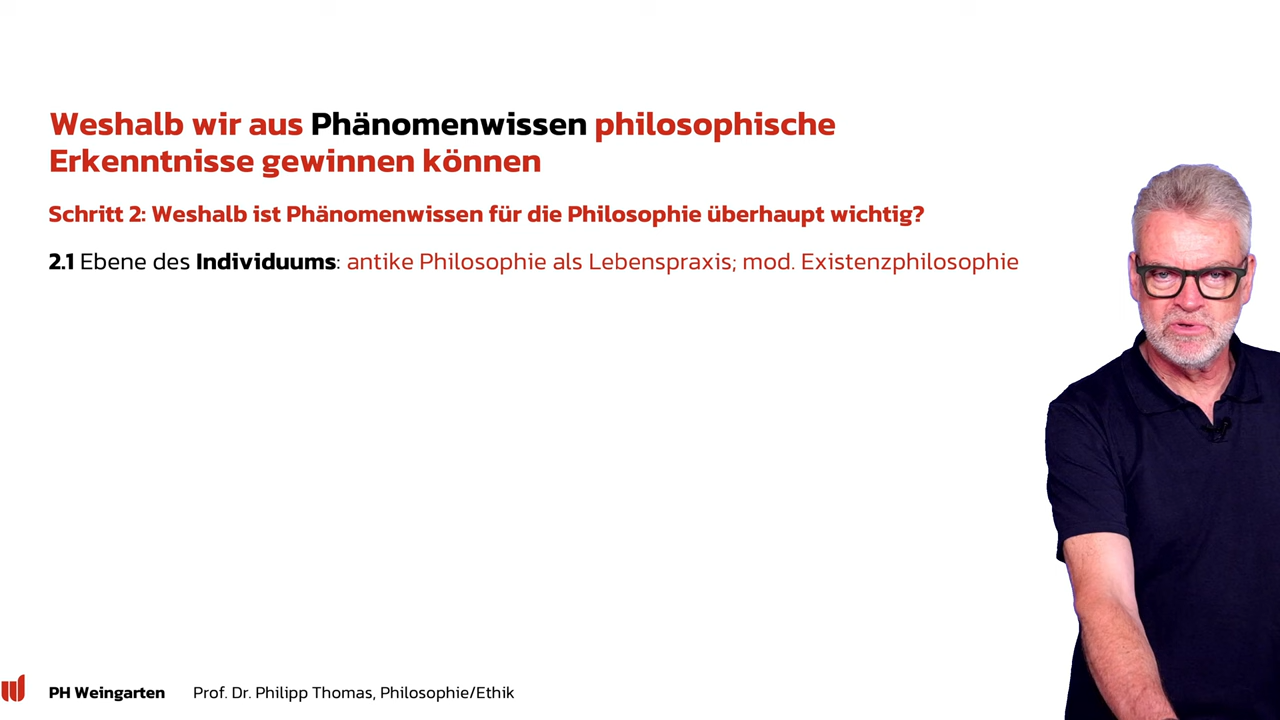 Weshalb wir aus Phänomenwissen philosophische
Erkenntnisse gewinnen können
Schritt 2: Weshalb ist Phänomenwissen für die Philosophie überhaupt wichtig?
2.1 Ebene des Individuums: antike Philosophie als Lebenspraxis; mod. Existenzphilosophie
PH Weingarten Prof. Dr. Philipp Thomas, Philosophie/Ethik